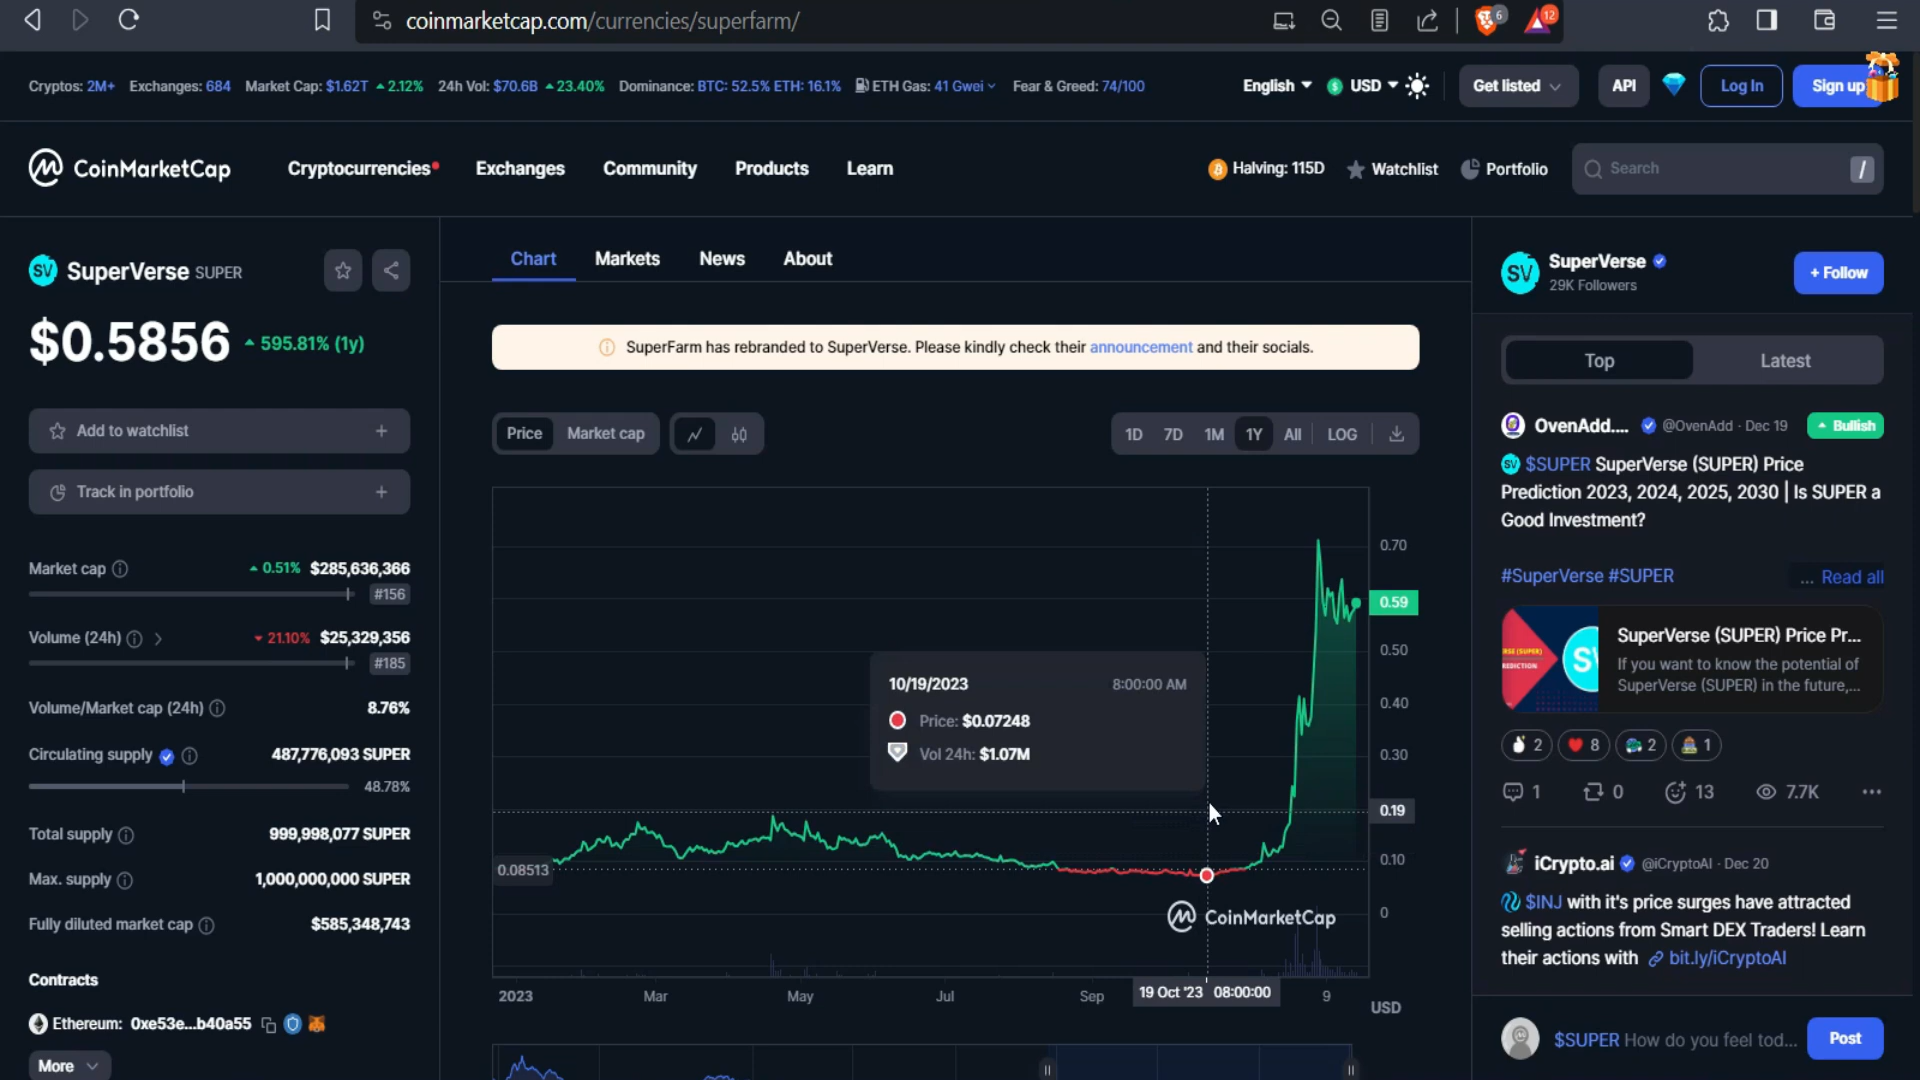 coinmarketcap.com/currencies/superfarm/
6
12
Cryptos: 2M+ Exchanges: 684 Market Cap: $1.62T 2.12% 24h Vol: $70.6B 23.40% Dominance: BTC: 52.5% ETH: 16.1% ETH Gas: 41 Gwei Fear & Greed: 74/100
English USD Get listed API Log In Sign up
CoinMarketCap
Cryptocurrencies Exchanges Community Products Learn
Halving: 115D Watchlist Portfolio Search /
SV SuperVerse SUPER
$0.5856 595.81% (1y)
Add to watchlist +
Track in portfolio +
Market cap 0.51% $285,636,366
#156
Volume (24h) 21.10% $25,329,356
#185
Volume/Market cap (24h) 8.76%
Circulating supply 487,776,093 SUPER
48.78%
Total supply 999,998,077 SUPER
Max. supply 1,000,000,000 SUPER
Fully diluted market cap $585,348,743
Contracts
Ethereum: 0xe53e...b40a55
More
Chart Markets News About
SuperFarm has rebranded to SuperVerse. Please kindly check their announcement and their socials.
Price Market cap
1D 7D 1M 1Y All LOG
0.70
0.59
0.50
0.40
0.30
0.19
0.10
0
10/19/2023 8:00:00 AM
Price: $0.07248
Vol 24h: $1.07M
0.08513
CoinMarketCap
2023 Mar May Jul Sep 19 Oct '23 08:00:00 9
USD
SV SuperVerse
29K Followers
+ Follow
Top Latest
OvenAdd.... @OvenAdd · Dec 19 Bullish
SV $SUPER SuperVerse (SUPER) Price
Prediction 2023, 2024, 2025, 2030 | Is SUPER a
Good Investment?
#SuperVerse #SUPER ... Read all
SuperVerse (SUPER) Price Pr...
If you want to know the potential of
SuperVerse (SUPER) in the future,...
2 8 2 1
1 0 13 7.7K
iCrypto.ai @iCryptoAI · Dec 20
$INJ with it's price surges have attracted
selling actions from Smart DEX Traders! Learn
their actions with bit.ly/iCryptoAI
$SUPER How do you feel tod... Post